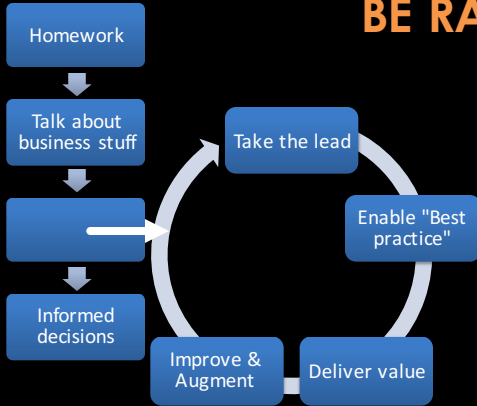 BE RA
Homework
Talk about
business stuff
Informed
decisions
Take the lead
Enable "Best
practice"
Deliver value
Improve &
Augment